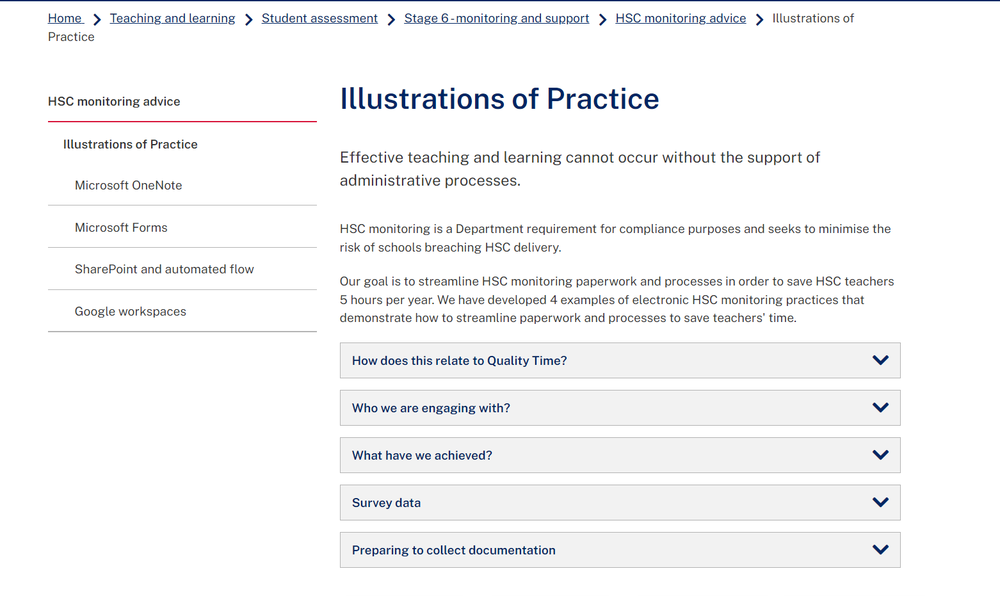 Home Teaching and learning Student assessment Stage 6 - monitoring and support HSC monitoring advice Illustrations of
Practice
HSC monitoring advice
Illustrations of Practice
Microsoft OneNote
Microsoft Forms
SharePoint and automated flow
Google workspaces
Illustrations of Practice
Effective teaching and learning cannot occur without the support of
administrative processes.
HSC monitoring is a Department requirement for compliance purposes and seeks to minimise the
risk of schools breaching HSC delivery.
Our goal is to streamline HSC monitoring paperwork and processes in order to save HSC teachers
5 hours per year. We have developed 4 examples of electronic HSC monitoring practices that
demonstrate how to streamline paperwork and processes to save teachers' time.
How does this relate to Quality Time?
Who we are engaging with?
What have we achieved?
Survey data
Preparing to collect documentation